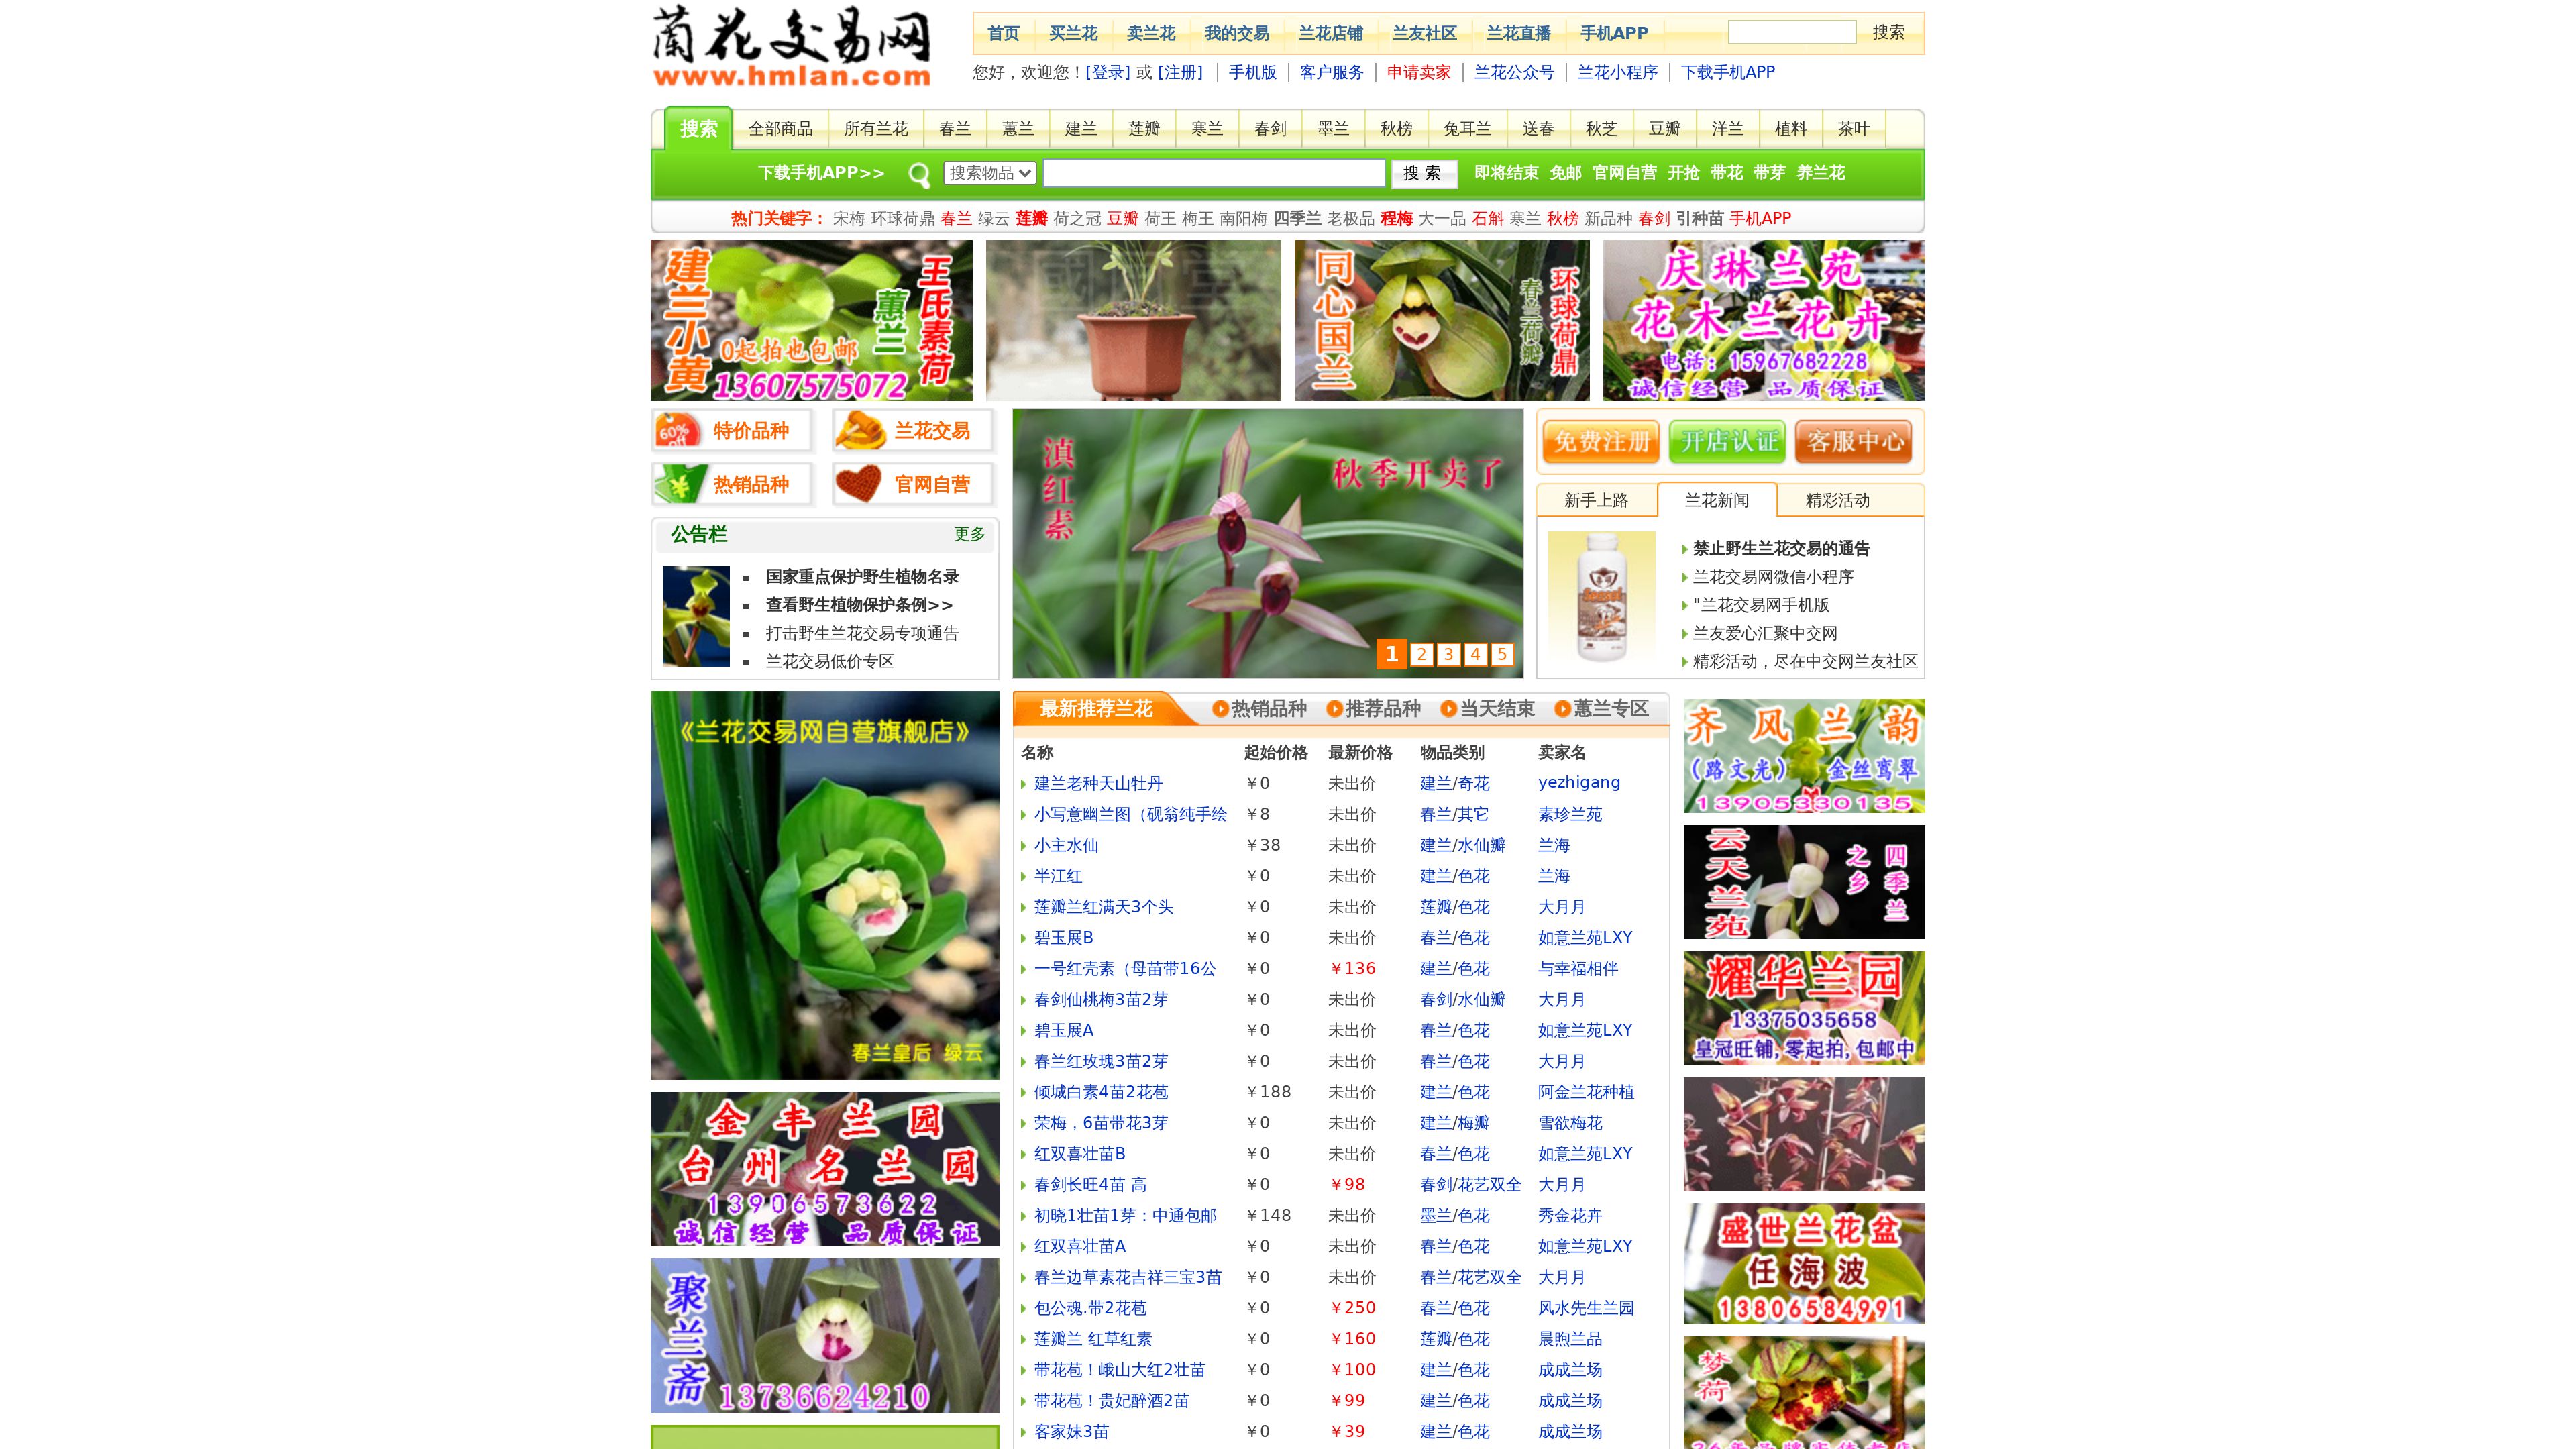 蘭花交易网
www.hmlan.com
首页 买兰花 卖兰花 我的交易 兰花店铺 兰友社区 兰花直播 手机APP 搜索
您好，欢迎您！[登录] 或 [注册] 手机版 客户服务 申请卖家 兰花公众号 兰花小程序 下载手机APP
搜索 全部商品 所有兰花 春兰 蕙兰 建兰 莲瓣 寒兰 春剑 墨兰 秋榜 兔耳兰 送春 秋芝 豆瓣 洋兰 植料 茶叶
下载手机APP>> 搜索物品 搜 索 即将结束 免邮 官网自营 开抢 带花 带芽 养兰花
热门关键字： 宋梅 环球荷鼎 春兰 绿云 莲瓣 荷之冠 豆瓣 荷王 梅王 南阳梅 四季兰 老极品 程梅 大一品 石斛 寒兰 秋榜 新品种 春剑 引种苗 手机APP
建兰小黄
0起拍也包邮
蕙兰
王氏素荷
13607575072
同心国兰
春兰荷瓣
环球荷鼎
庆琳兰苑
花木兰花卉
电话：15967682228
诚信经营 品质保证
60% off
特价品种 兰花交易
热销品种 官网自营
公告栏 更多
国家重点保护野生植物名录
查看野生植物保护条例>>
打击野生兰花交易专项通告
兰花交易低价专区
滇红素
秋季开卖了
1 2 3 4 5
免费注册 开店认证 客服中心
新手上路 兰花新闻 精彩活动
禁止野生兰花交易的通告
兰花交易网微信小程序
"兰花交易网手机版
兰友爱心汇聚中交网
精彩活动，尽在中交网兰友社区
《兰花交易网自营旗舰店》
春兰皇后 绿云
金丰兰园
台州名兰园
13906573622
诚信经营 品质保证
聚兰斋
13736624210
最新推荐兰花 热销品种 推荐品种 当天结束 蕙兰专区
名称 起始价格 最新价格 物品类别 卖家名
建兰老种天山牡丹 ￥0 未出价 建兰/奇花 yezhigang
小写意幽兰图（砚翁纯手绘 ￥8 未出价 春兰/其它 素珍兰苑
小主水仙 ￥38 未出价 建兰/水仙瓣 兰海
半江红 ￥0 未出价 建兰/色花 兰海
莲瓣兰红满天3个头 ￥0 未出价 莲瓣/色花 大月月
碧玉展B ￥0 未出价 春兰/色花 如意兰苑LXY
一号红壳素（母苗带16公 ￥0 ￥136 建兰/色花 与幸福相伴
春剑仙桃梅3苗2芽 ￥0 未出价 春剑/水仙瓣 大月月
碧玉展A ￥0 未出价 春兰/色花 如意兰苑LXY
春兰红玫瑰3苗2芽 ￥0 未出价 春兰/色花 大月月
倾城白素4苗2花苞 ￥188 未出价 建兰/色花 阿金兰花种植
荣梅，6苗带花3芽 ￥0 未出价 建兰/梅瓣 雪欲梅花
红双喜壮苗B ￥0 未出价 春兰/色花 如意兰苑LXY
春剑长旺4苗 高 ￥0 ￥98 春剑/花艺双全 大月月
初晓1壮苗1芽：中通包邮 ￥148 未出价 墨兰/色花 秀金花卉
红双喜壮苗A ￥0 未出价 春兰/色花 如意兰苑LXY
春兰边草素花吉祥三宝3苗 ￥0 未出价 春兰/花艺双全 大月月
包公魂.带2花苞 ￥0 ￥250 春兰/色花 风水先生兰园
莲瓣兰 红草红素 ￥0 ￥160 莲瓣/色花 晨煦兰品
带花苞！峨山大红2壮苗 ￥0 ￥100 建兰/色花 成成兰场
带花苞！贵妃醉酒2苗 ￥0 ￥99 建兰/色花 成成兰场
客家妹3苗 ￥0 ￥39 建兰/色花 成成兰场
齐风兰韵
（路文光） 金丝鸾翠
13905330135
云天兰苑
之乡
四季兰
耀华兰园
13375035658
皇冠旺铺,零起拍,包邮中
盛世兰花盆
任海波
13806584991
梦荷